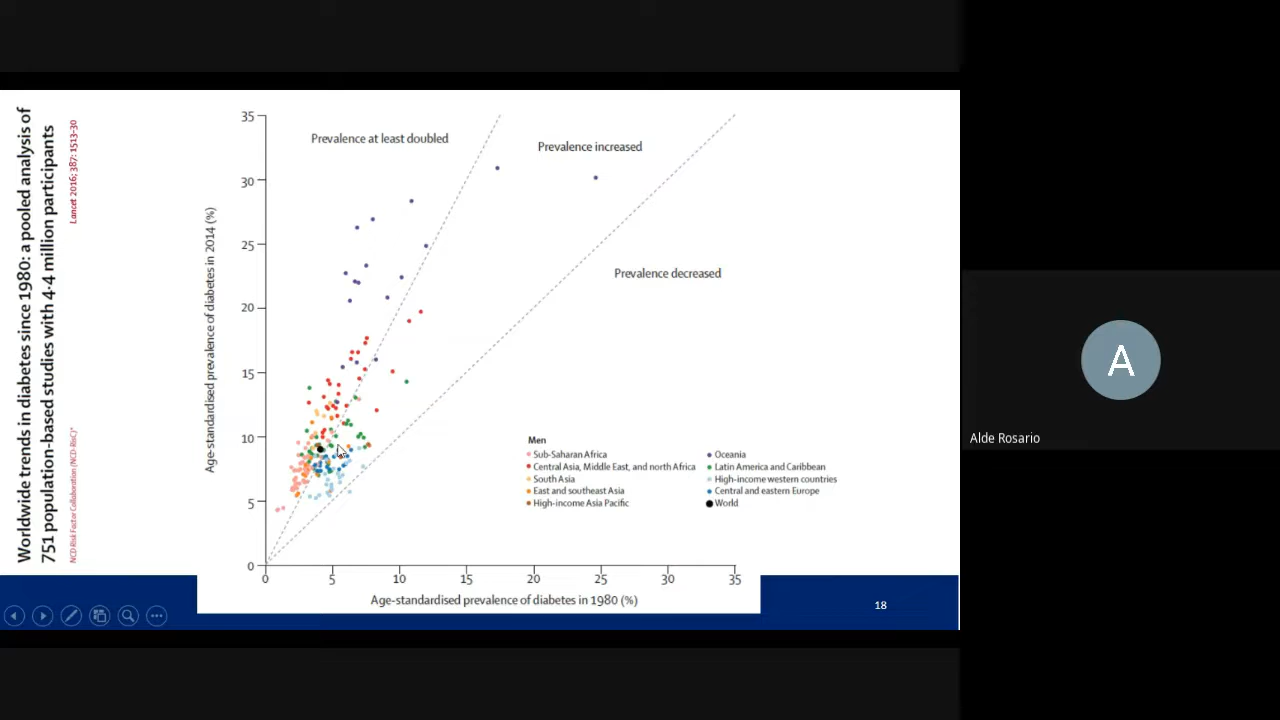 Worldwide trends in diabetes since 1980: a pooled analysis of
751 population-based studies with 4·4 million participants
Lancet 2016; 387: 1513-30
NCD Risk Factor Collaboration (NCD-RisC)*
Prevalence at least doubled
Prevalence increased
Prevalence decreased
Age-standardised prevalence of diabetes in 2014 (%)
35
30
25
20
15
10
5
0
Men
Sub-Saharan Africa
Central Asia, Middle East, and north Africa
South Asia
East and southeast Asia
High-income Asia Pacific
Oceania
Latin America and Caribbean
High-income western countries
Central and eastern Europe
World
0 5 10 15 20 25 30 35
Age-standardised prevalence of diabetes in 1980 (%)
18
A
Alde Rosario